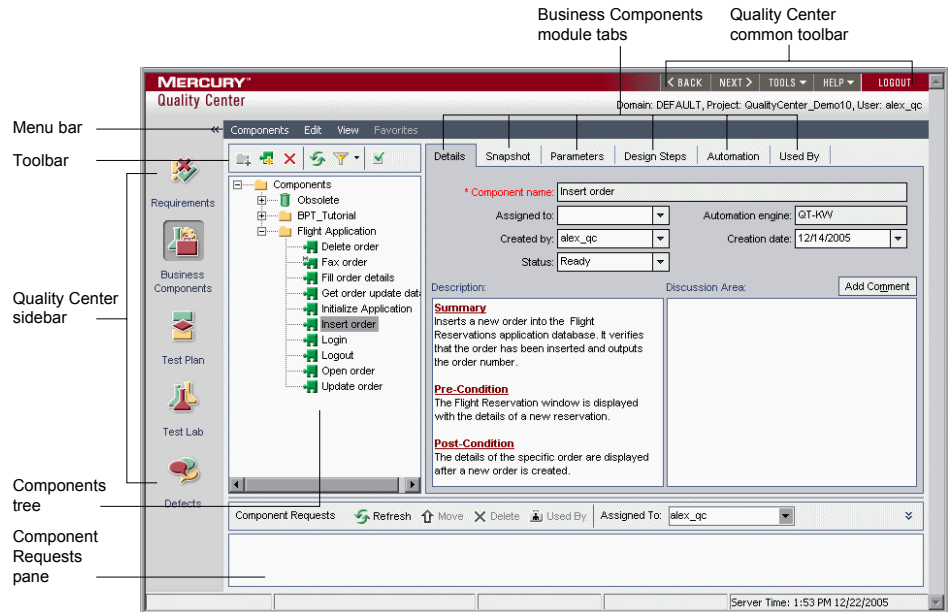 Business Components
module tabs
Quality Center
common toolbar
MERCURY™
Quality Center
< BACK NEXT > TOOLS HELP LOGOUT
Domain: DEFAULT, Project: QualityCenter_Demo10, User: alex_qc
Menu bar
« Components Edit View Favorites
Toolbar
Details Snapshot Parameters Design Steps Automation Used By
Requirements
Business
Components
Test Plan
Test Lab
Defects
Quality Center
sidebar
Components
tree
Component
Requests
pane
Components
Obsolete
BPT_Tutorial
Flight Application
Delete order
Fax order
Fill order details
Get order update dat
Initialize Application
Insert order
Login
Logout
Open order
Update order
* Component name: Insert order
Assigned to:
Automation engine: QT-KW
Created by: alex_qc
Creation date: 12/14/2005
Status: Ready
Description:
Discussion Area:
Add Comment
Summary
Inserts a new order into the Flight
Reservations application database. It verifies
that the order has been inserted and outputs
the order number.
Pre-Condition
The Flight Reservation window is displayed
with the details of a new reservation.
Post-Condition
The details of the specific order are displayed
after a new order is created.
Component Requests Refresh Move Delete Used By Assigned To: alex_qc
Server Time: 1:53 PM 12/22/2005